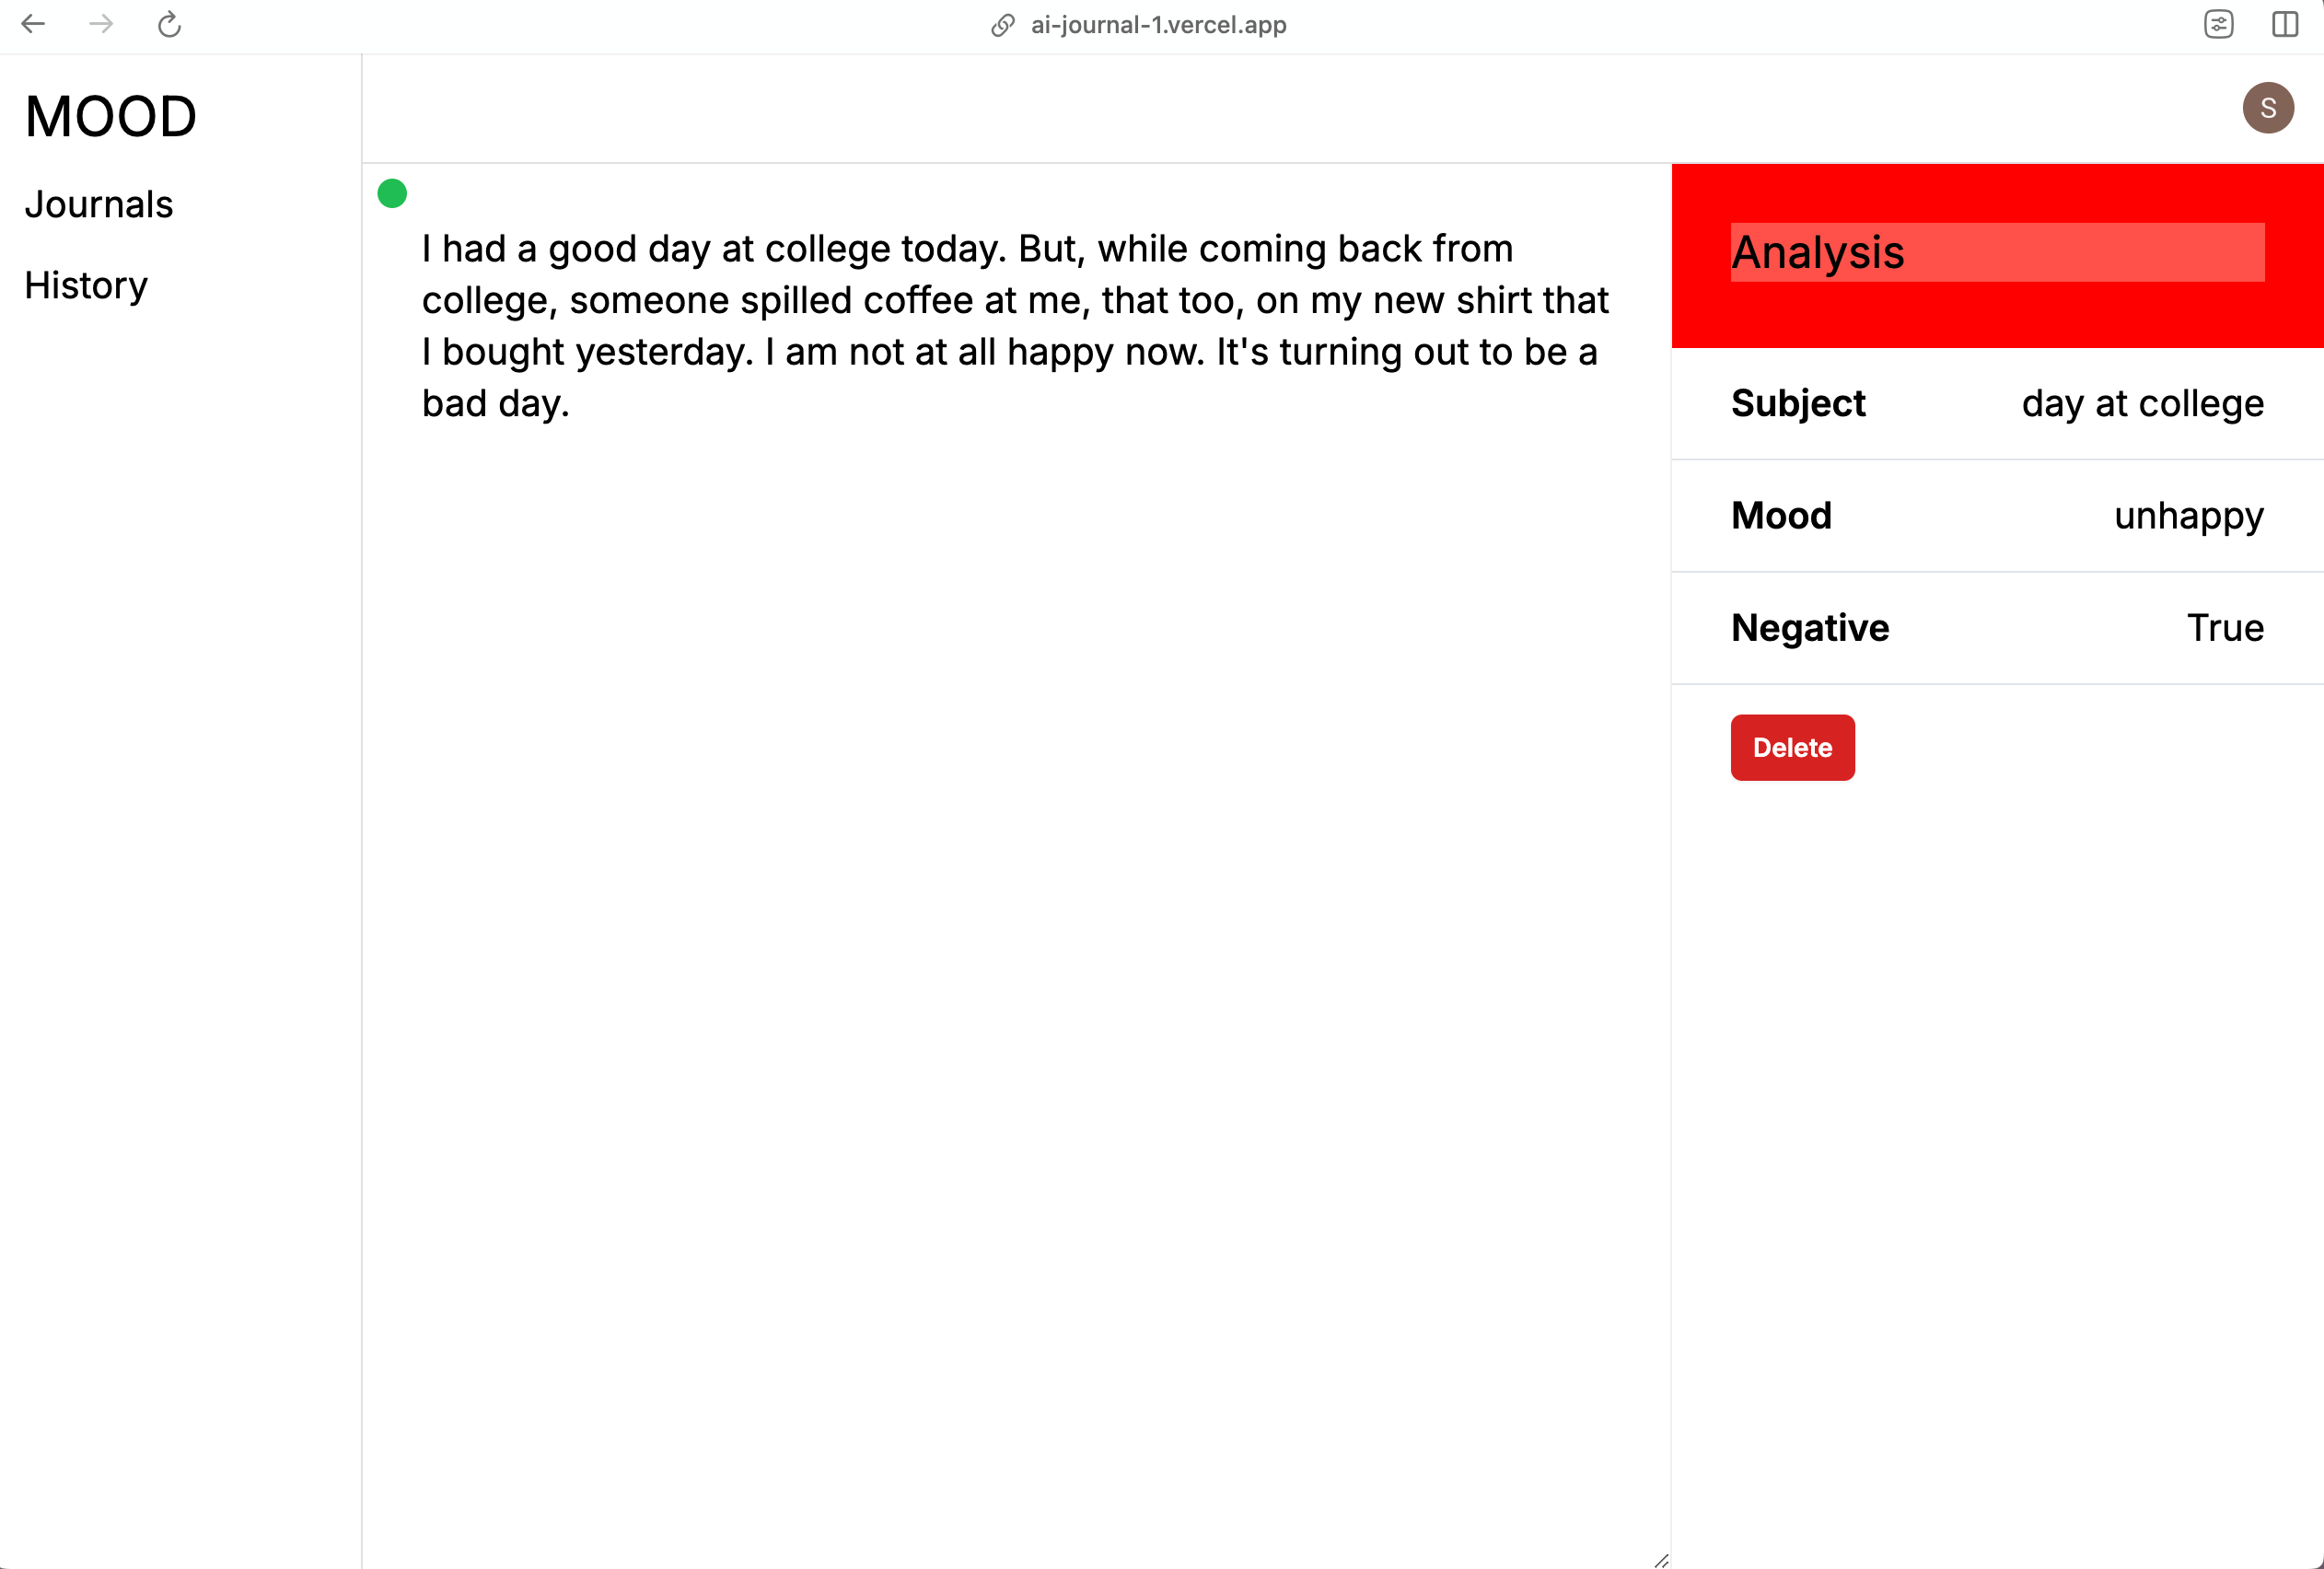 ai-journal-1.vercel.app
MOOD
Journals
History
S
I had a good day at college today. But, while coming back from
college, someone spilled coffee at me, that too, on my new shirt that
I bought yesterday. I am not at all happy now. It's turning out to be a
bad day.
Analysis
Subject day at college
Mood unhappy
Negative True
Delete